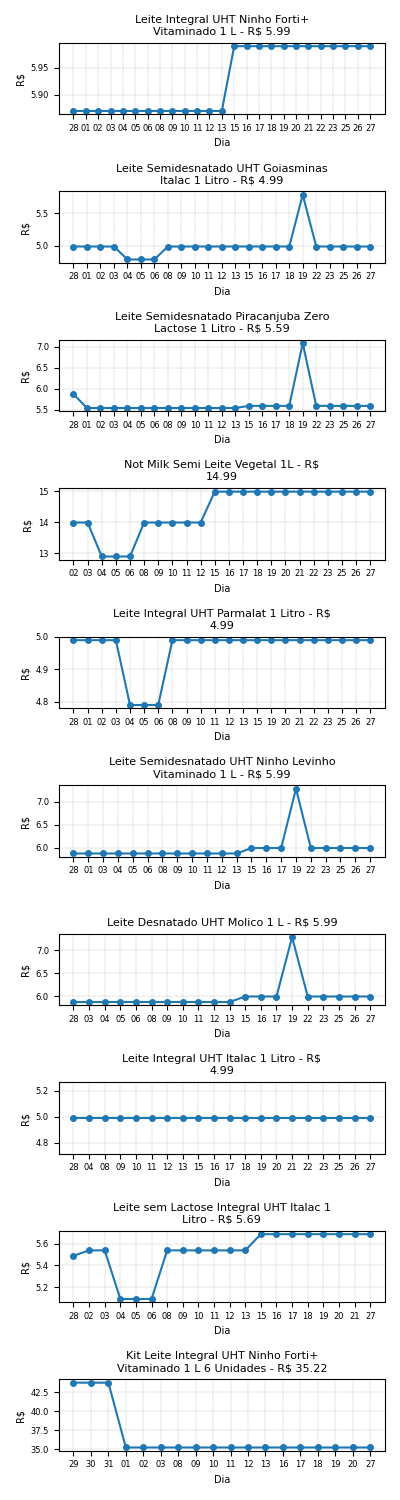 Leite Integral UHT Ninho Forti+
Vitaminado 1 L - R$ 5.99
5.95
5.90
R$
28 01 02 03 04 05 06 08 09 10 11 12 13 15 16 17 18 19 20 21 22 23 25 26 27
Dia
Leite Semidesnatado UHT Goiasminas
Italac 1 Litro - R$ 4.99
5.5
5.0
R$
28 01 02 03 04 05 06 08 09 10 11 12 13 15 16 17 18 19 22 23 25 26 27
Dia
Leite Semidesnatado Piracanjuba Zero
Lactose 1 Litro - R$ 5.59
7.0
6.5
6.0
5.5
R$
28 01 02 03 04 05 06 08 09 10 11 12 13 15 16 17 18 19 22 23 25 26 27
Dia
Not Milk Semi Leite Vegetal 1L - R$
14.99
15
14
13
R$
02 03 04 05 06 08 09 10 11 12 15 16 17 18 19 20 21 22 23 25 26 27
Dia
Leite Integral UHT Parmalat 1 Litro - R$
4.99
5.0
4.9
4.8
R$
28 01 02 03 04 05 06 08 09 10 11 12 13 15 19 20 21 22 23 25 26 27
Dia
Leite Semidesnatado UHT Ninho Levinho
Vitaminado 1 L - R$ 5.99
7.0
6.5
6.0
R$
28 01 02 03 04 05 06 08 09 10 12 13 15 16 17 19 22 23 25 26 27
Dia
Leite Desnatado UHT Molico 1 L - R$ 5.99
7.0
6.5
6.0
R$
28 03 04 05 06 08 09 10 11 12 13 15 16 17 19 22 23 25 26 27
Dia
Leite Integral UHT Italac 1 Litro - R$
4.99
5.2
5.0
4.8
R$
28 04 08 09 10 11 12 13 15 16 17 18 19 20 21 22 23 25 26 27
Dia
Leite sem Lactose Integral UHT Italac 1
Litro - R$ 5.69
5.6
5.4
5.2
R$
28 02 03 04 05 06 08 09 10 11 12 13 15 16 17 18 19 20 21 27
Dia
Kit Leite Integral UHT Ninho Forti+
Vitaminado 1 L 6 Unidades - R$ 35.22
42.5
40.0
37.5
35.0
R$
29 30 31 01 02 03 08 09 10 11 12 13 16 17 18 19 20 27
Dia